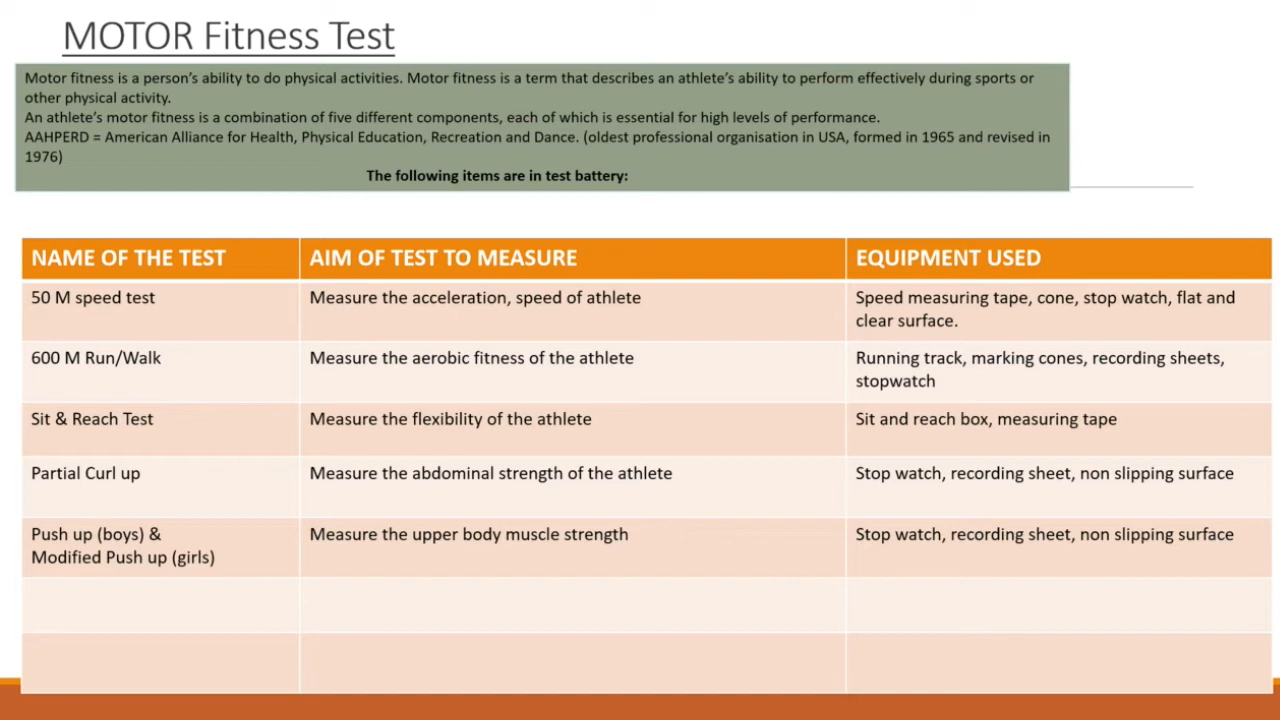 MOTOR Fitness Test
Motor fitness is a person's ability to do physical activities. Motor fitness is a term that describes an athlete's ability to perform effectively during sports or
other physical activity.
An athlete's motor fitness is a combination of five different components, each of which is essential for high levels of performance.
AAHPERD = American Alliance for Health, Physical Education, Recreation and Dance. (oldest professional organisation in USA, formed in 1965 and revised in
1976)
The following items are in test battery:
NAME OF THE TEST AIM OF TEST TO MEASURE EQUIPMENT USED
50 M speed test Measure the acceleration, speed of athlete Speed measuring tape, cone, stop watch, flat and
clear surface.
600 M Run/Walk Measure the aerobic fitness of the athlete Running track, marking cones, recording sheets,
stopwatch
Sit & Reach Test Measure the flexibility of the athlete Sit and reach box, measuring tape
Partial Curl up Measure the abdominal strength of the athlete Stop watch, recording sheet, non slipping surface
Push up (boys) & Measure the upper body muscle strength Stop watch, recording sheet, non slipping surface
Modified Push up (girls)